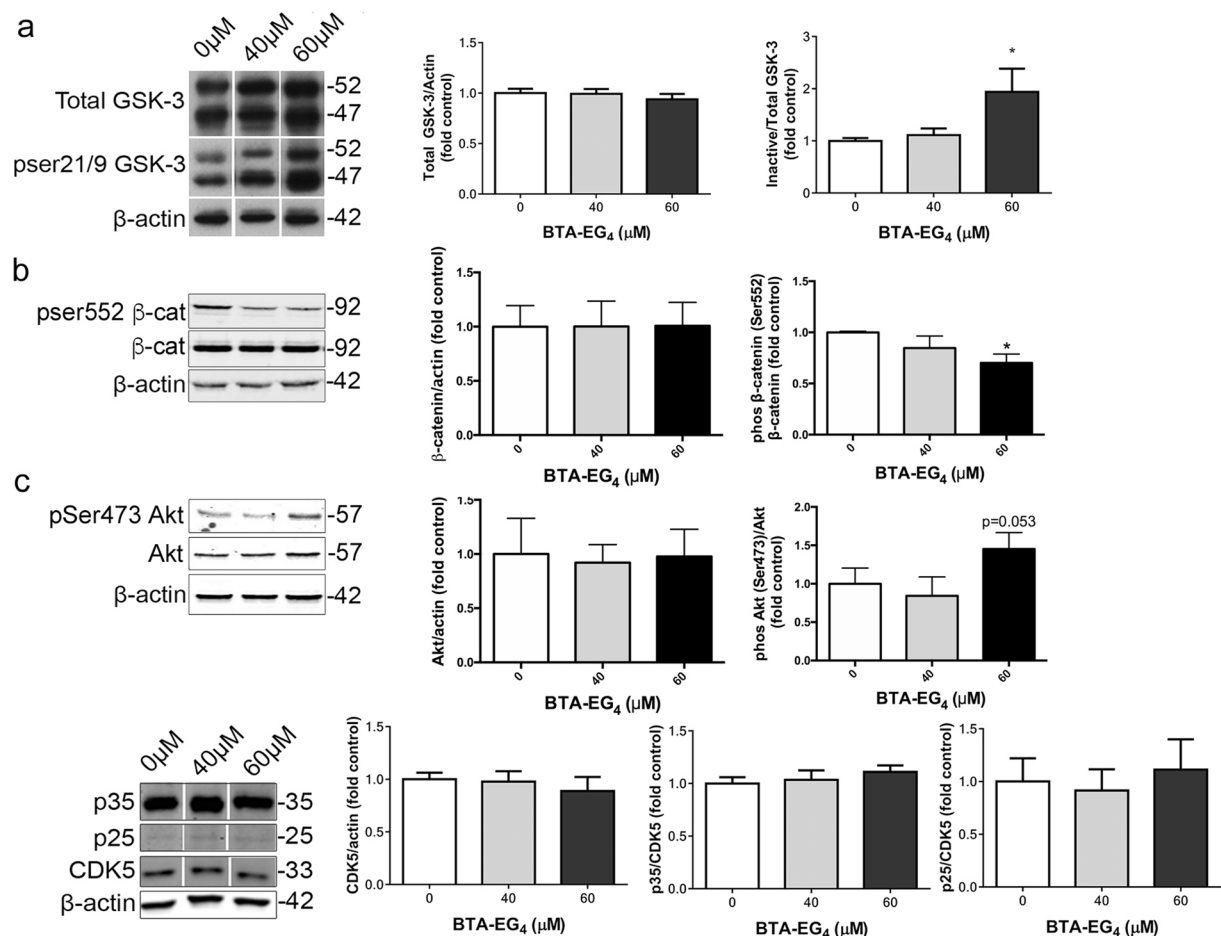 a
0μM 40μM 60μM
Total GSK-3
-52
-47
pser21/9 GSK-3
-52
-47
β-actin
-42
Total GSK-3/Actin
(fold control)
1.5
1.0
0.5
0.0
0 40 60
BTA-EG4 (μM)
Inactive/Total GSK-3
(fold control)
3
2
1
0
*
0 40 60
BTA-EG4 (μM)
b
pser552 β-cat
-92
β-cat
-92
β-actin
-42
β-catenin/actin (fold control)
1.5
1.0
0.5
0.0
0 40 60
BTA-EG4 (μM)
phos β-catenin (Ser552)
β-catenin (fold control)
1.5
1.0
0.5
0.0
*
0 40 60
BTA-EG4 (μM)
c
pSer473 Akt
-57
Akt
-57
β-actin
-42
Akt/actin (fold control)
1.5
1.0
0.5
0.0
0 40 60
BTA-EG4 (μM)
phos Akt (Ser473)/Akt
(fold control)
2.0
1.5
1.0
0.5
0.0
p=0.053
0 40 60
BTA-EG4 (μM)
0μM 40μM 60μM
p35
-35
p25
-25
CDK5
-33
β-actin
-42
CDK5/actin (fold control)
1.5
1.0
0.5
0.0
0 40 60
BTA-EG4 (μM)
p35/CDK5 (fold control)
1.5
1.0
0.5
0.0
0 40 60
BTA-EG4 (μM)
p25/CDK5 (fold control)
1.5
1.0
0.5
0.0
0 40 60
BTA-EG4 (μM)